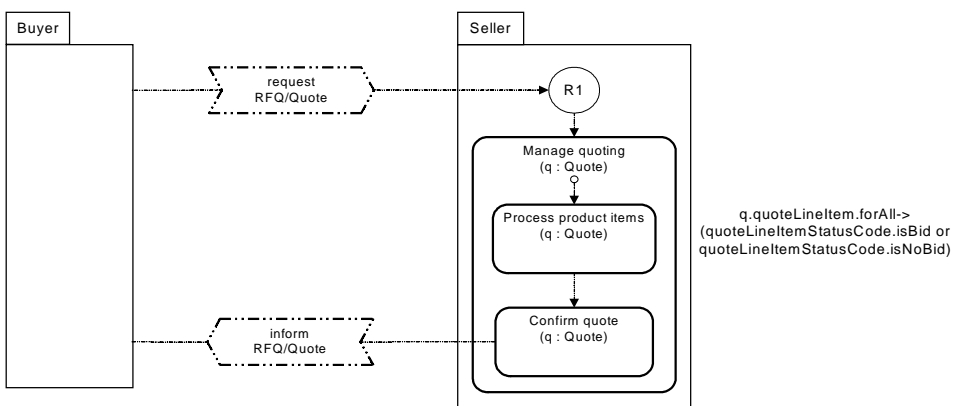 Buyer
Seller
request
RFQ/Quote
R1
Manage quoting
(q : Quote)
Process product items
(q : Quote)
q.quoteLineItem.forAll->
(quoteLineItemStatusCode.isBid or
quoteLineItemStatusCode.isNoBid)
Confirm quote
(q : Quote)
inform
RFQ/Quote